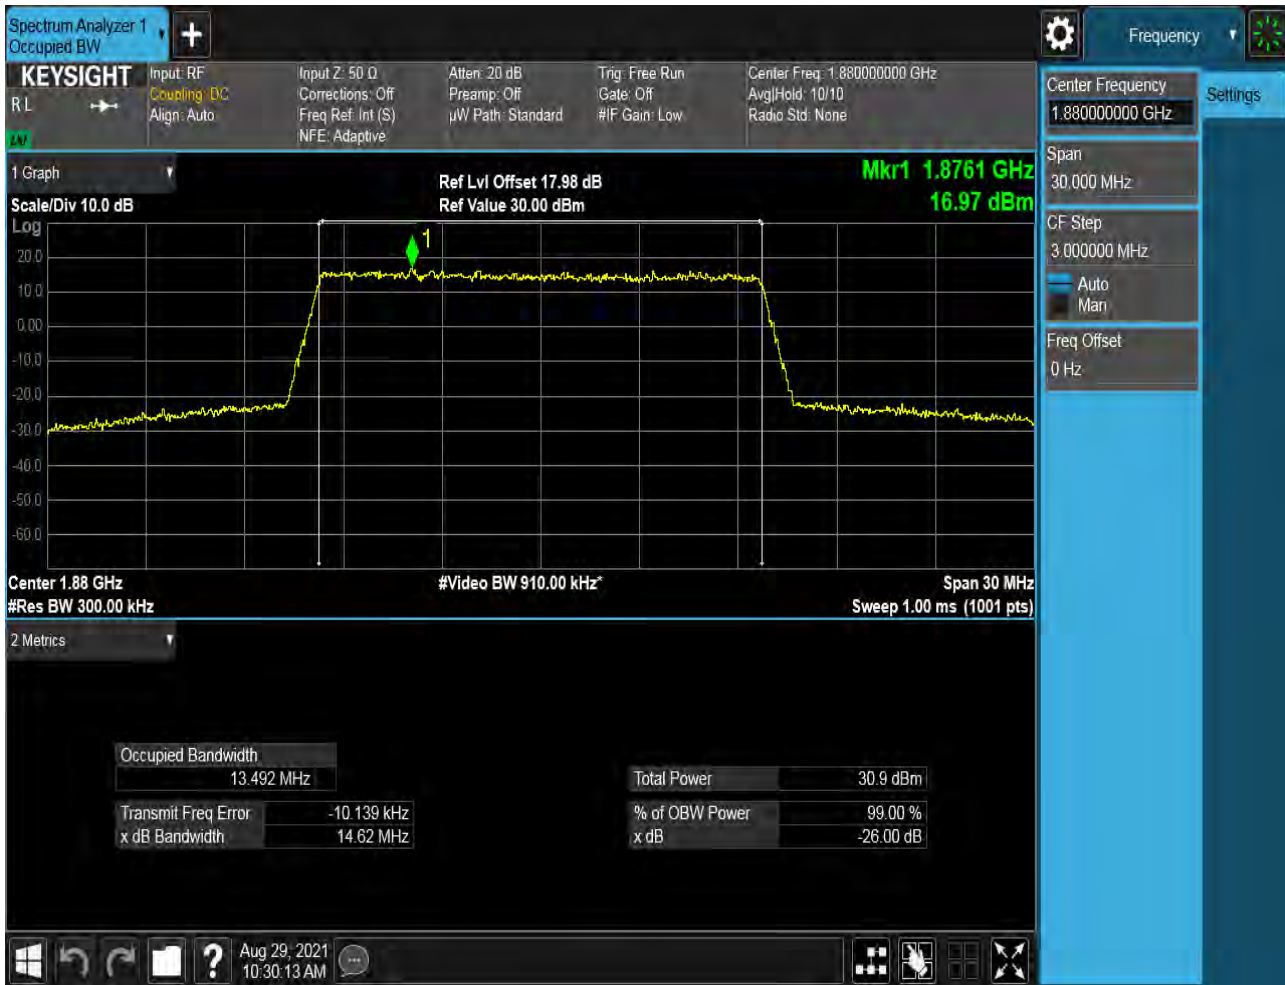 Spectrum Analyzer 1
Occupied BW
Frequency
KEYSIGHT
R L
Input: RF
Coupling: DC
Align: Auto
Input Z: 50 Ω
Corrections: Off
Freq Ref: Int (S)
NFE: Adaptive
Atten: 20 dB
Preamp: Off
µW Path: Standard
Trig: Free Run
Gate: Off
#IF Gain: Low
Center Freq: 1.880000000 GHz
Avg|Hold: 10/10
Radio Std: None
Center Frequency
1.880000000 GHz
Settings
Span
30.000 MHz
CF Step
3.000000 MHz
Auto
Man
Freq Offset
0 Hz
1 Graph
Scale/Div 10.0 dB
Ref Lvl Offset 17.98 dB
Ref Value 30.00 dBm
Mkr1 1.8761 GHz
16.97 dBm
Log
1
20.0
10.0
0.00
-10.0
-20.0
-30.0
-40.0
-50.0
-60.0
Center 1.88 GHz
#Video BW 910.00 kHz*
Span 30 MHz
#Res BW 300.00 kHz
Sweep 1.00 ms (1001 pts)
2 Metrics
Occupied Bandwidth
13.492 MHz
Total Power 30.9 dBm
Transmit Freq Error -10.139 kHz
% of OBW Power 99.00 %
x dB Bandwidth 14.62 MHz
x dB -26.00 dB
?
Aug 29, 2021
10:30:13 AM